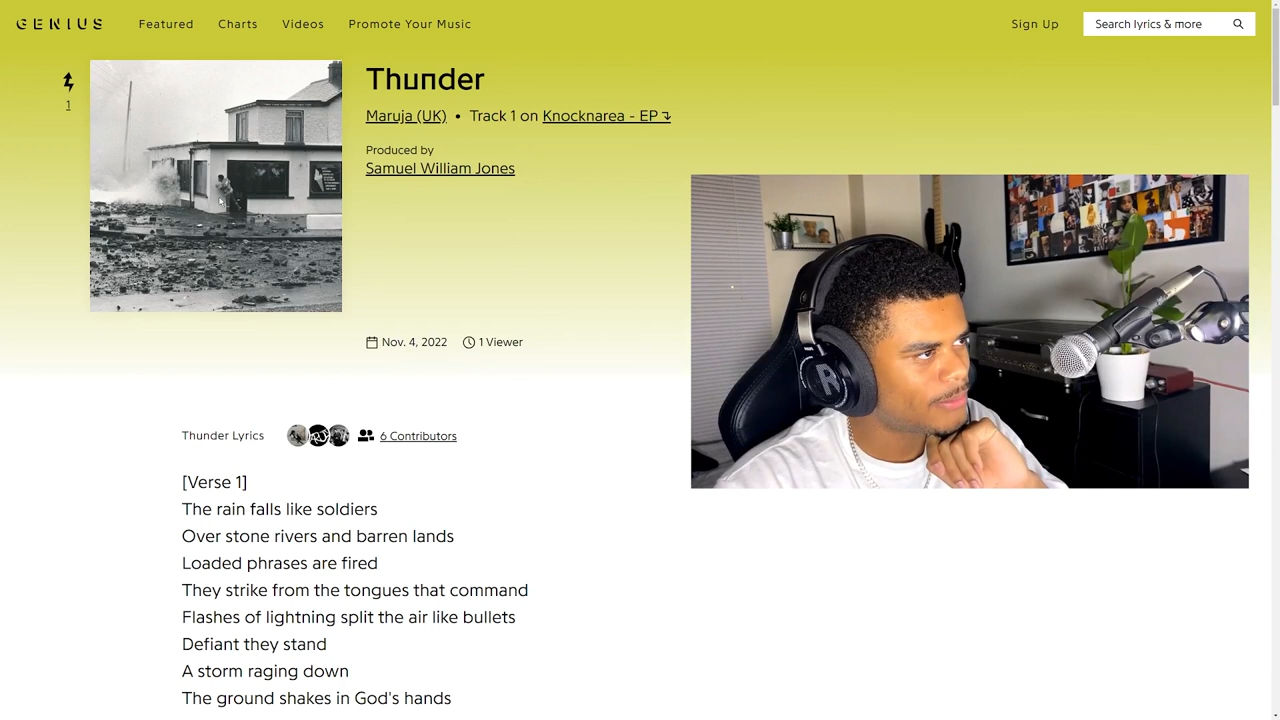 GENIUS Featured Charts Videos Promote Your Music Sign Up Search lyrics & more
1
Thunder
Maruja (UK) • Track 1 on Knocknarea - EP
Produced by
Samuel William Jones
Nov. 4, 2022 1 Viewer
Thunder Lyrics 6 Contributors
[Verse 1]
The rain falls like soldiers
Over stone rivers and barren lands
Loaded phrases are fired
They strike from the tongues that command
Flashes of lightning split the air like bullets
Defiant they stand
A storm raging down
The ground shakes in God's hands